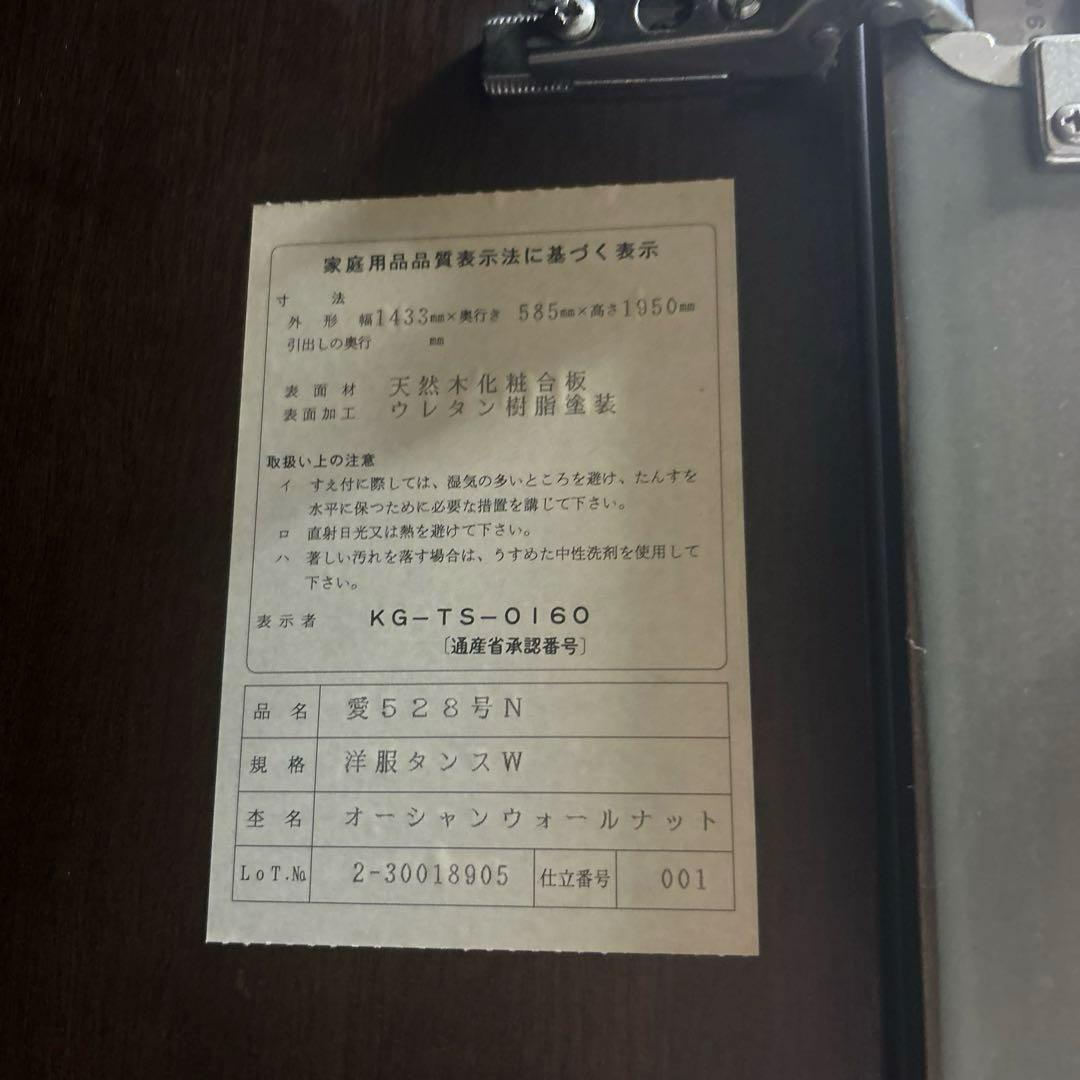 家庭用品品質表示法に基づく表示
寸法
外形 幅1433mm×奥行き 585mm×高さ1950mm
引出しの奥行 mm
表面材 天然木化粧合板
表面加工 ウレタン樹脂塗装
取扱い上の注意
イ すえ付に際しては、湿気の多いところを避け、たんすを
水平に保つために必要な措置を講じて下さい。
ロ 直射日光又は熱を避けて下さい。
ハ 著しい汚れを落す場合は、うすめた中性洗剤を使用して
下さい。
表示者 KG-TS-0160
〔通産省承認番号〕
品名 愛528号N
規格 洋服タンスW
杢名 オーシャンウォールナット
LoT.№ 2-30018905 仕立番号 001